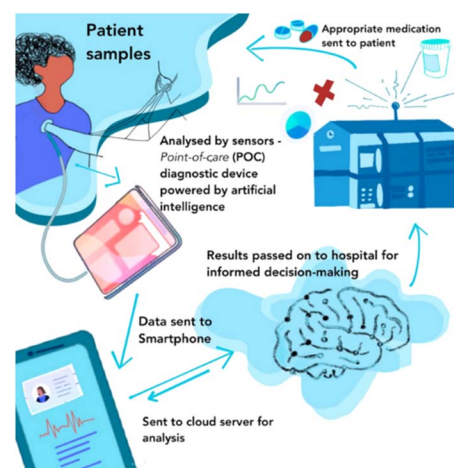 Patient
samples
Appropriate medication
sent to patient
Analysed by sensors -
Point-of-care (POC)
diagnostic device
powered by artificial
intelligence
Results passed on to hospital for
informed decision-making
Data sent to
Smartphone
Sent to cloud server for
analysis